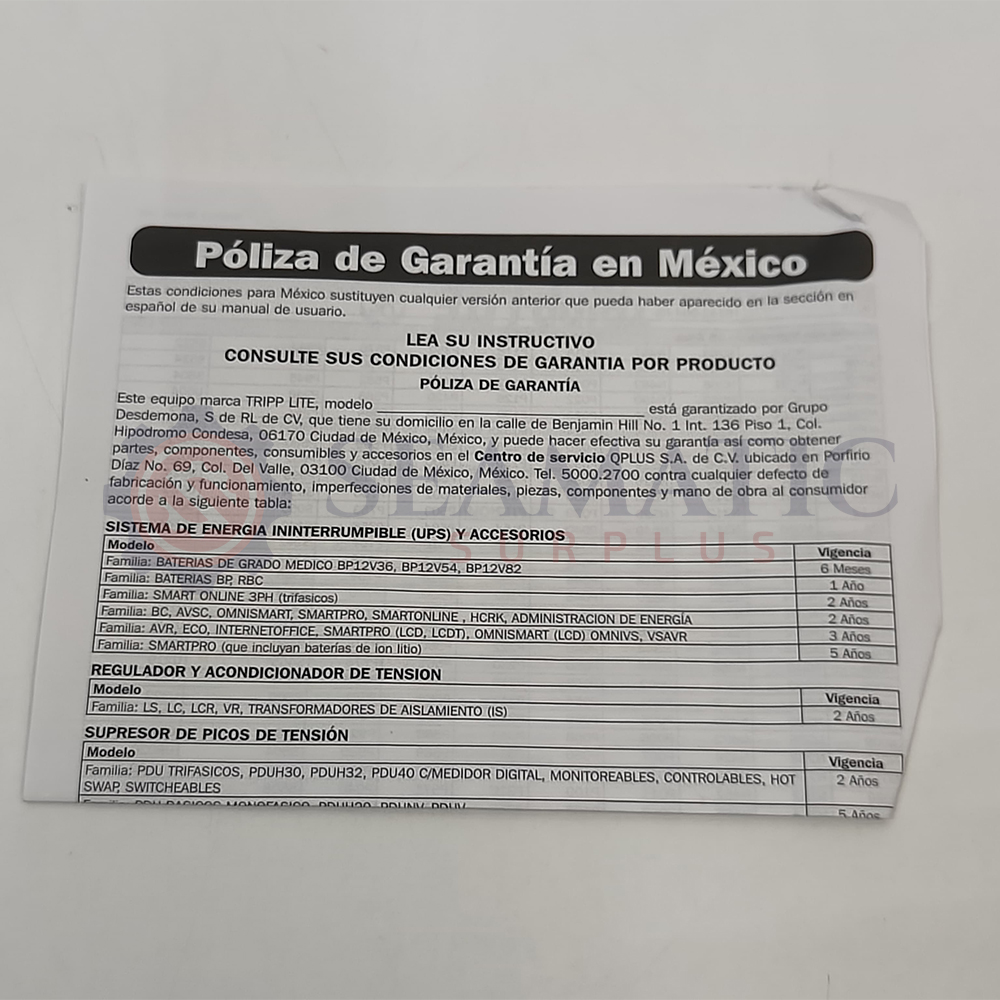 Póliza de Garantía en México
Estas condiciones para México sustituyen cualquier versión anterior que pueda haber aparecido en la sección en
español de su manual de usuario.
LEA SU INSTRUCTIVO
CONSULTE SUS CONDICIONES DE GARANTIA POR PRODUCTO
PÓLIZA DE GARANTÍA
Este equipo marca TRIPP LITE, modelo ______________________________ está garantizado por Grupo
Desdemona, S de RL de CV, que tiene su domicilio en la calle de Benjamin Hill No. 1 Int. 136 Piso 1, Col.
Hipodromo Condesa, 06170 Ciudad de México, México, y puede hacer efectiva su garantía así como obtener
partes, componentes, consumibles y accesorios en el Centro de servicio QPLUS S.A. de C.V. ubicado en Porfirio
Díaz No. 69, Col. Del Valle, 03100 Ciudad de México, México. Tel. 5000.2700 contra cualquier defecto de
fabricación y funcionamiento, imperfecciones de materiales, piezas, componentes y mano de obra al consumidor
acorde a la siguiente tabla:
SEAMATIC
SURPLUS
SISTEMA DE ENERGIA ININTERRUMPIBLE (UPS) Y ACCESORIOS
Modelo Vigencia
Familia: BATERIAS DE GRADO MEDICO BP12V36, BP12V54, BP12V82 6 Meses
Familia: BATERIAS BP, RBC 1 Año
Familia: SMART ONLINE 3PH (trifasicos) 2 Años
Familia: BC, AVSC, OMNISMART, SMARTPRO, SMARTONLINE , HCRK, ADMINISTRACION DE ENERGÍA 2 Años
Familia: AVR, ECO, INTERNETOFFICE, SMARTPRO (LCD, LCDT), OMNISMART (LCD) OMNIVS, VSAVR 3 Años
Familia: SMARTPRO (que incluyan baterías de ion litio) 5 Años
REGULADOR Y ACONDICIONADOR DE TENSION
Modelo Vigencia
Familia: LS, LC, LCR, VR, TRANSFORMADORES DE AISLAMIENTO (IS) 2 Años
SUPRESOR DE PICOS DE TENSIÓN
Modelo Vigencia
Familia: PDU TRIFASICOS, PDUH30, PDUH32, PDU40 C/MEDIDOR DIGITAL, MONITOREABLES, CONTROLABLES, HOT 2 Años
SWAP, SWITCHEABLES
Familia: PDU BASICOS MONOFASICO, PDUH20, PDUNV, PDUV 5 Años